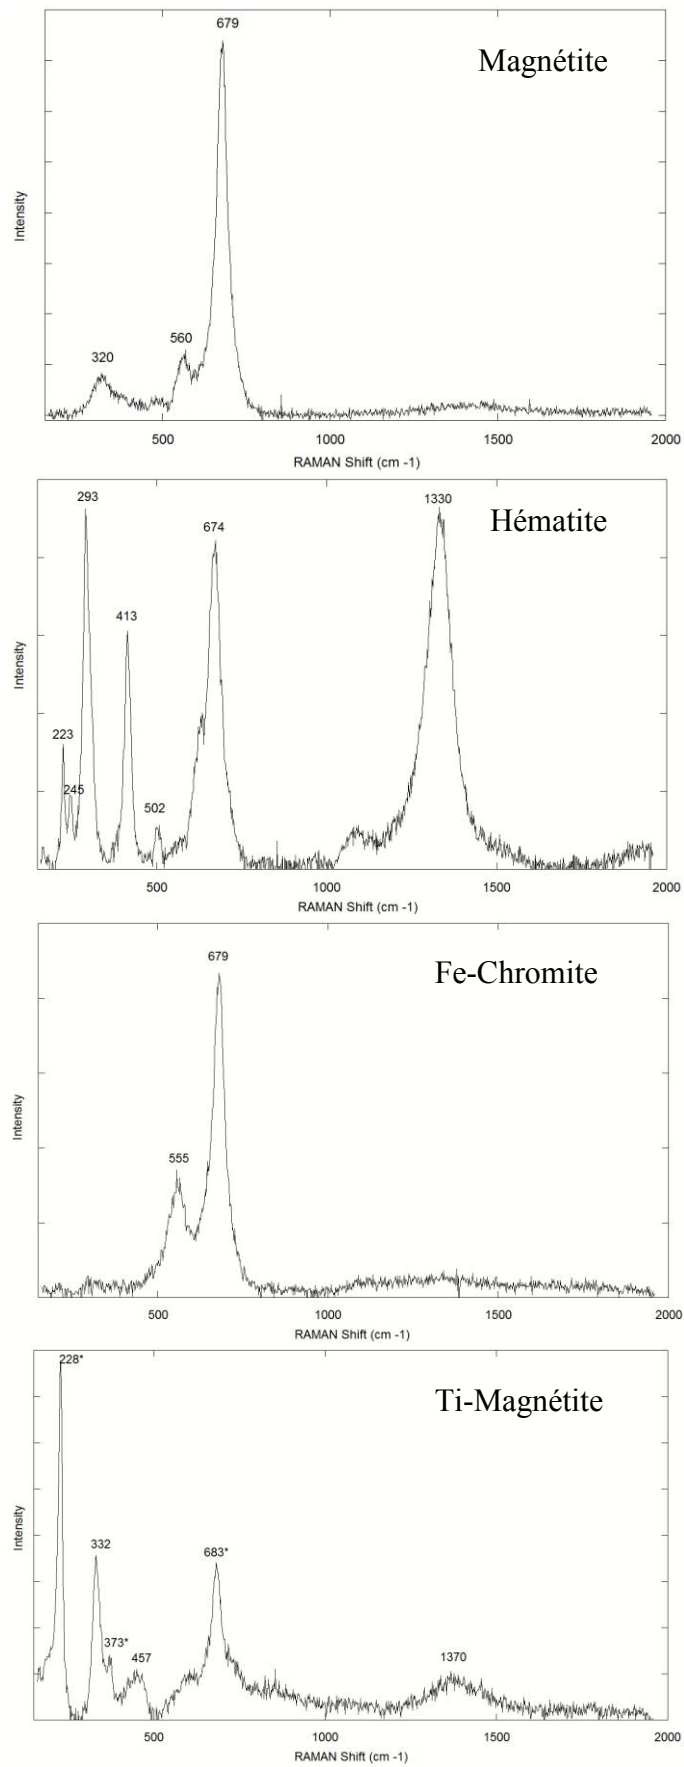 679
Magnétite
560
320
Intensity
500 1000 1500 2000
RAMAN Shift (cm -1)
293
1330
Hématite
674
413
223
245
502
Intensity
500 1000 1500 2000
RAMAN Shift (cm -1)
679
Fe-Chromite
555
Intensity
500 1000 1500 2000
RAMAN Shift (cm -1)
228*
Ti-Magnétite
332
683*
373*
457
1370
Intensity
500 1000 1500 2000
RAMAN Shift (cm -1)